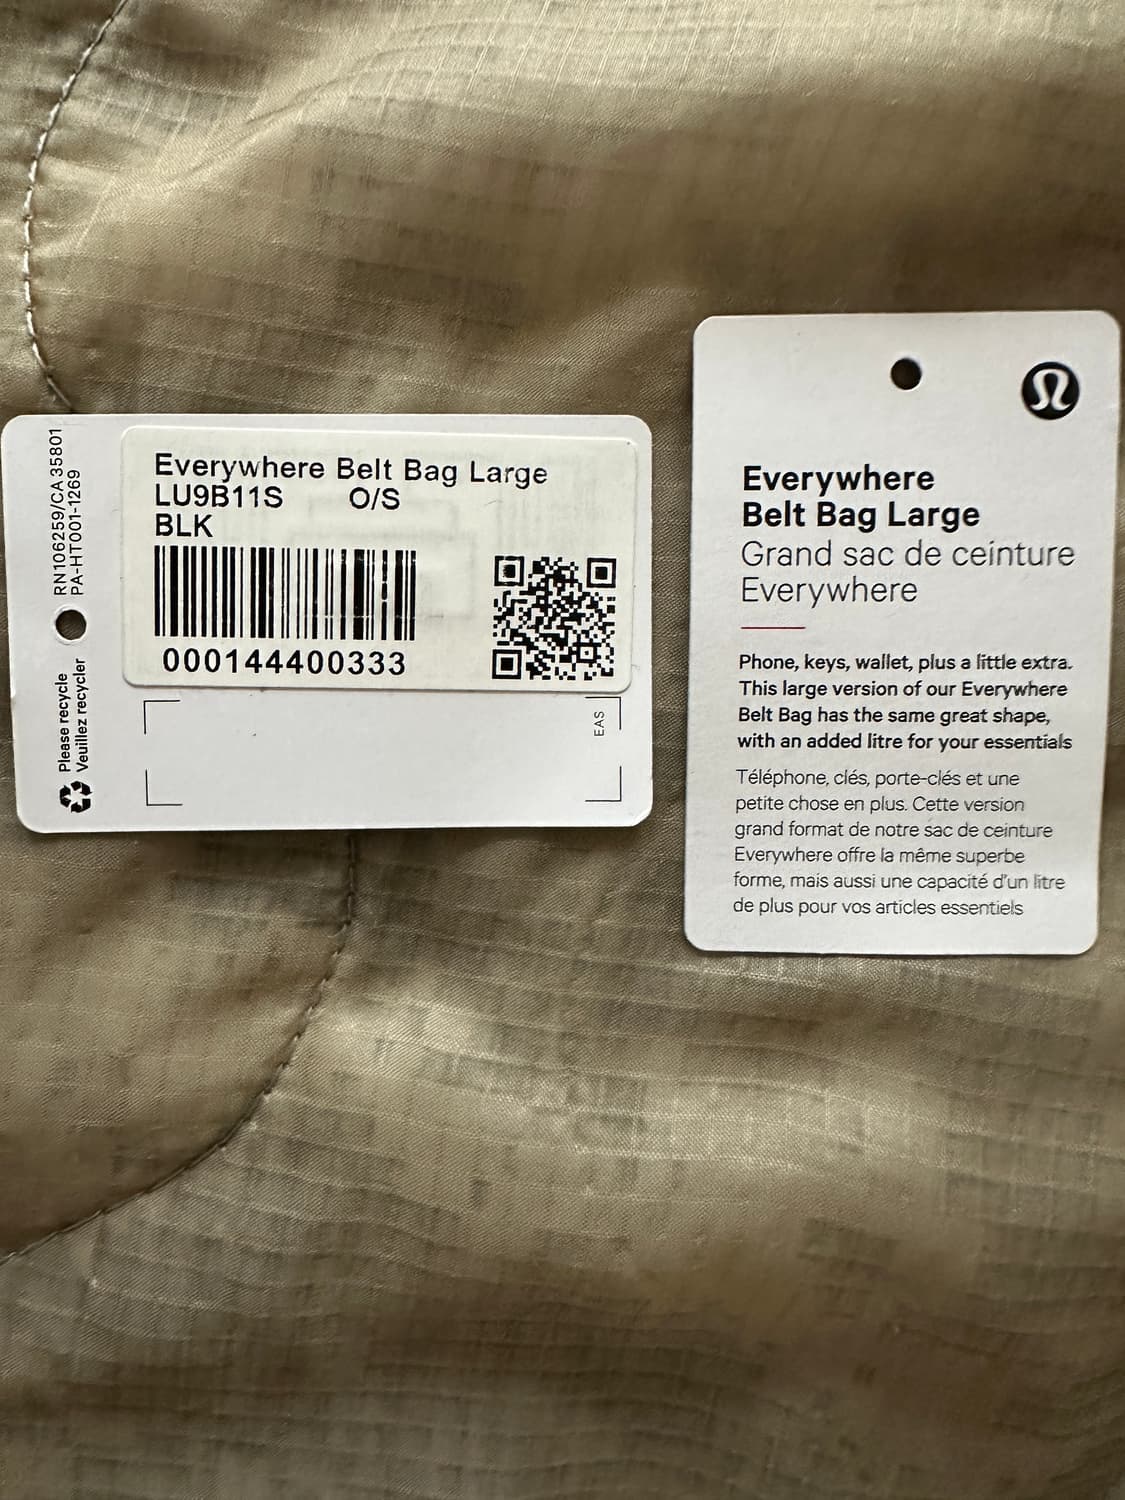 RN106259/CA35801
PA-HT001-1269
Please recycle
Veuillez recycler
Everywhere Belt Bag Large
LU9B11S O/S
BLK
000144400333
EAS
Everywhere
Belt Bag Large
Grand sac de ceinture
Everywhere
Phone, keys, wallet, plus a little extra.
This large version of our Everywhere
Belt Bag has the same great shape,
with an added litre for your essentials
Téléphone, clés, porte-clés et une
petite chose en plus. Cette version
grand format de notre sac de ceinture
Everywhere offre la même superbe
forme, mais aussi une capacité d'un litre
de plus pour vos articles essentiels